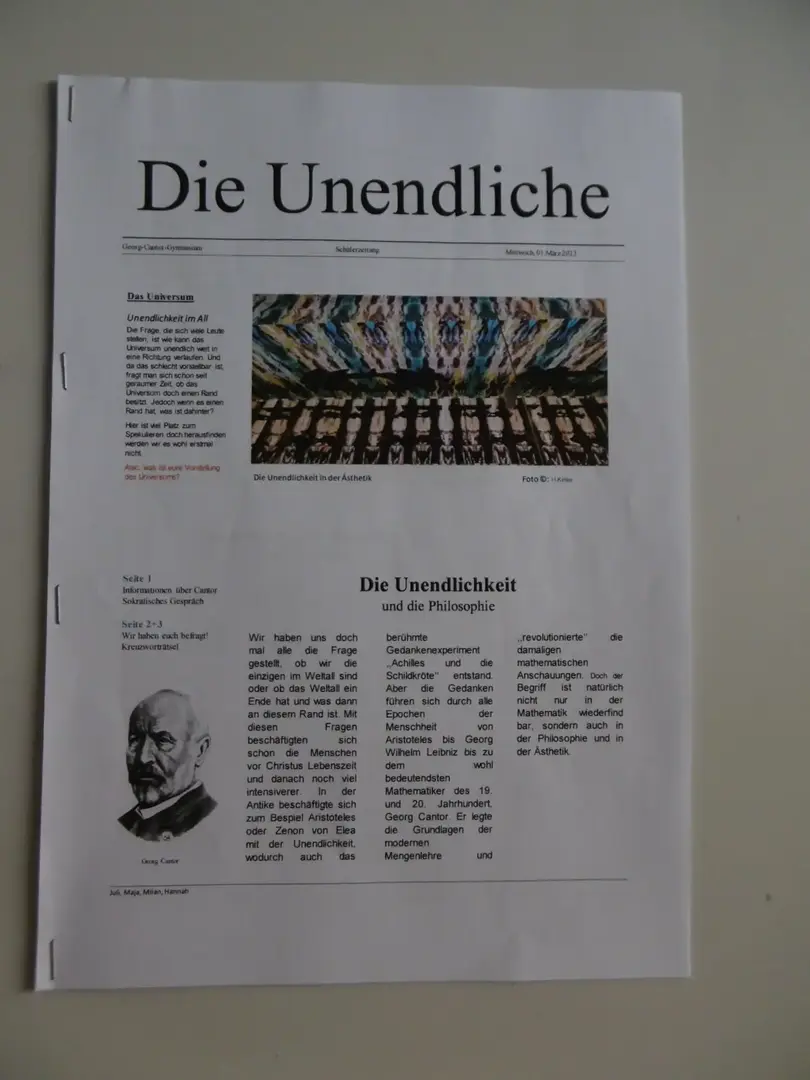 Die Unendliche
Georg-Cantor-Gymnasium
Schülerzeitung
Mittwoch, 01.März2013
Das Universum
Unendlichkeit im All
Die Frage, die sich viele Leute
stellen, ist wie kann das
Universum unendlich weit in
eine Richtung verlaufen. Und
da das schlecht vorstellbar ist,
fragt man sich schon seit
geraumer Zeit, ob das
Universum doch einen Rand
besitzt. Jedoch wenn es einen
Rand hat, was ist dahinter?
Hier ist viel Platz zum
Spekulieren doch herausfinden
werden wir es wohl erstmal
nicht.
Also, was ist eure Vorstellung
des Universums?
Die Unendlichkeit in der Ästhetik
Foto ©:
Seite 1
Informationen über Cantor
Sokratisches Gespräch
Seite 2+3
Wir haben euch befragt!
Kreuzworträtsel
Georg Cantor
Die Unendlichkeit
und die Philosophie
Wir haben uns doch
mal alle die Frage
gestellt, ob wir die
einzigen im Weltall sind
oder ob das Weltall ein
Ende hat und was dann
an diesem Rand ist. Mit
diesen Fragen
beschäftigten sich
schon die Menschen
vor Christus Lebenszeit
und danach noch viel
intensiverer. In der
Antike beschäftigte sich
zum Bespiel Aristoteles
oder Zenon von Elea
mit der Unendlichkeit,
wodurch auch das
berühmte
Gedankenexperiment
„Achilles und die
Schildkröte" entstand.
Aber die Gedanken
führen sich durch alle
Epochen der
Menschheit von
Aristoteles bis Georg
Wilhelm Leibniz bis zu
dem wohl
bedeutendsten
Mathematiker des 19.
und 20. Jahrhundert,
Georg Cantor. Er legte
die Grundlagen der
modernen
Mengenlehre und
„revolutionierte" die
damaligen
mathematischen
Anschauungen. Doch der
Begriff ist natürlich
nicht nur in der
Mathematik wiederfind
bar, sondern auch in
der Philosophie und in
der Ästhetik.
Juli, Maja, Milan, Hannah